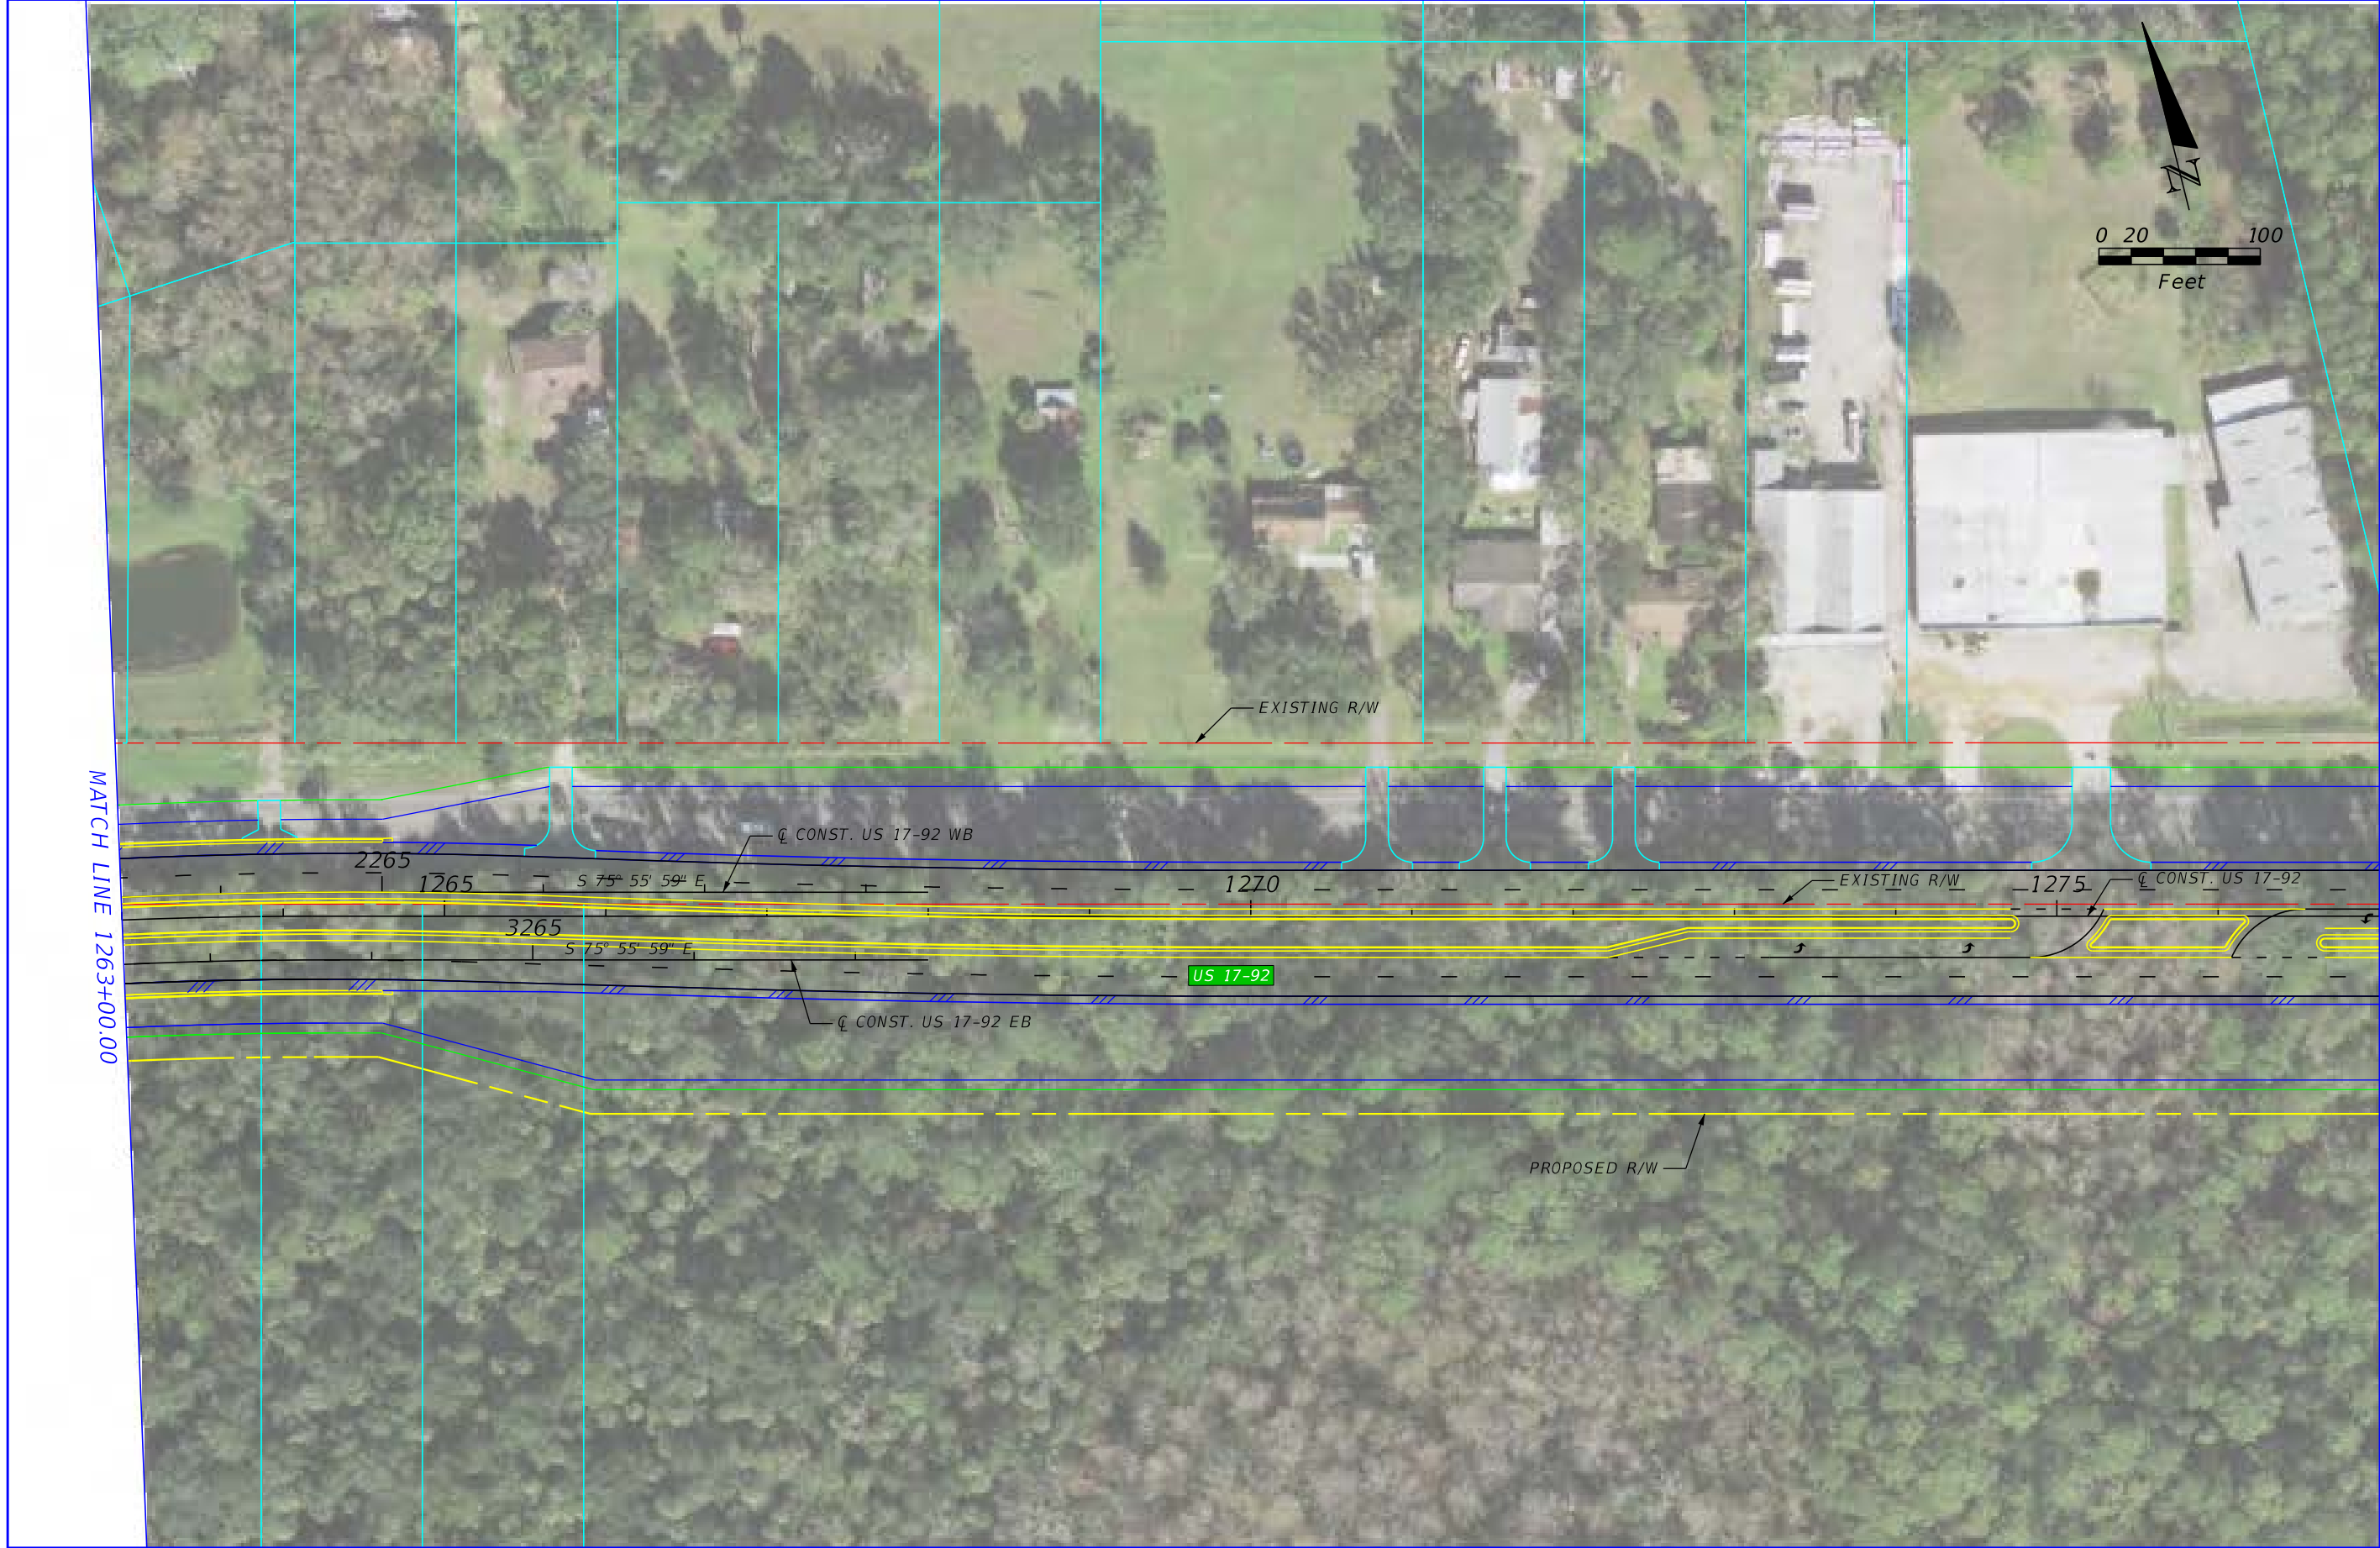 N
0 20 100
Feet
EXISTING R/W
MATCH LINE 1263+00.00
℄ CONST. US 17-92 WB
2265
1265
S 75° 55' 59" E
1270
EXISTING R/W
1275
℄ CONST. US 17-92
3265
S 75° 55' 59" E
US 17-92
℄ CONST. US 17-92 EB
PROPOSED R/W